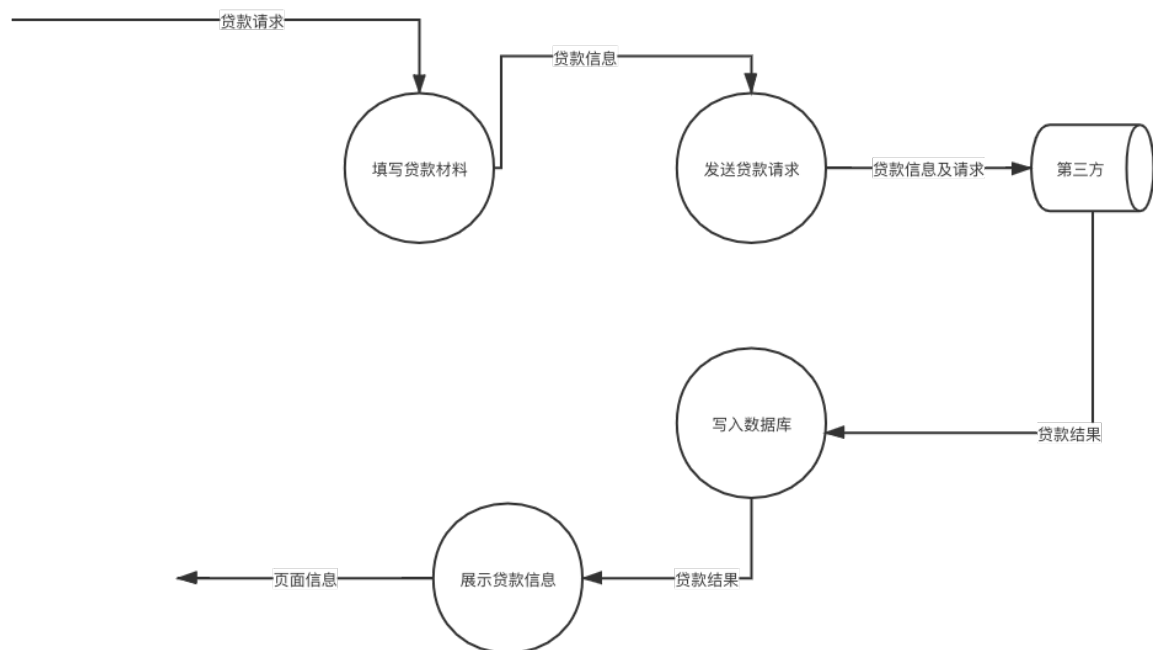 贷款请求
贷款信息
填写贷款材料
发送贷款请求
贷款信息及请求
第三方
写入数据库
贷款结果
页面信息
展示贷款信息
贷款结果